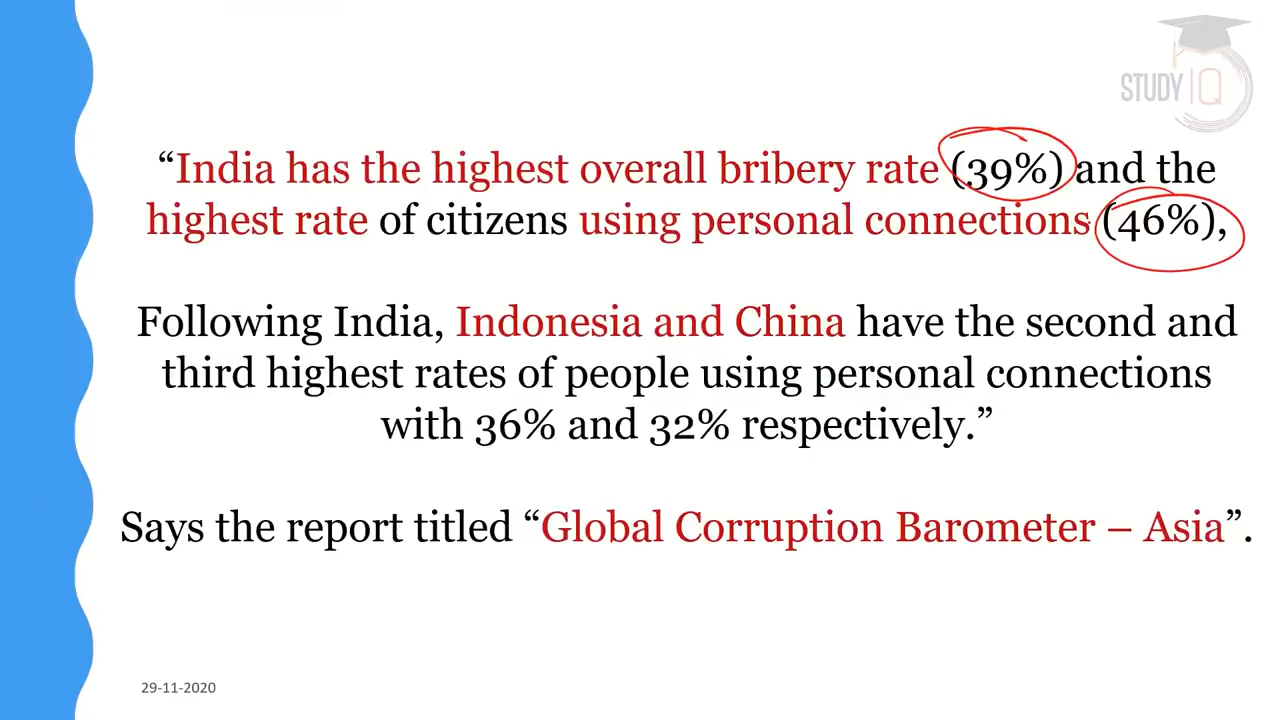 STUDY IQ
“India has the highest overall bribery rate (39%) and the
highest rate of citizens using personal connections (46%),
Following India, Indonesia and China have the second and
third highest rates of people using personal connections
with 36% and 32% respectively.”
Says the report titled “Global Corruption Barometer – Asia”.
29-11-2020